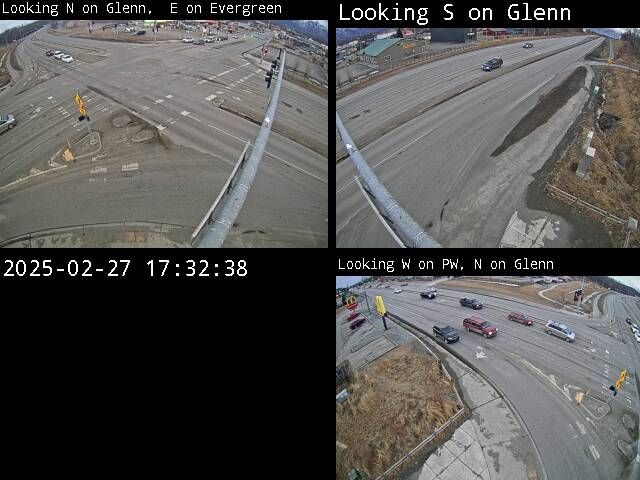 Looking N on Glenn,  E on Evergreen
Looking S on Glenn
2025-02-27 17:32:38
Looking W on PW, N on Glenn